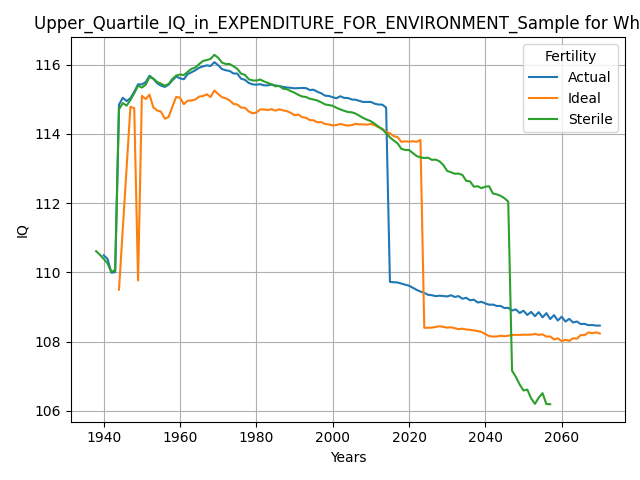 Upper_Quartile_IQ_in_EXPENDITURE_FOR_ENVIRONMENT_Sample for Wh
Fertility
Actual
Ideal
Sterile
IQ
116
114
112
110
108
106
1940
1960
1980
2000
2020
2040
2060
Years